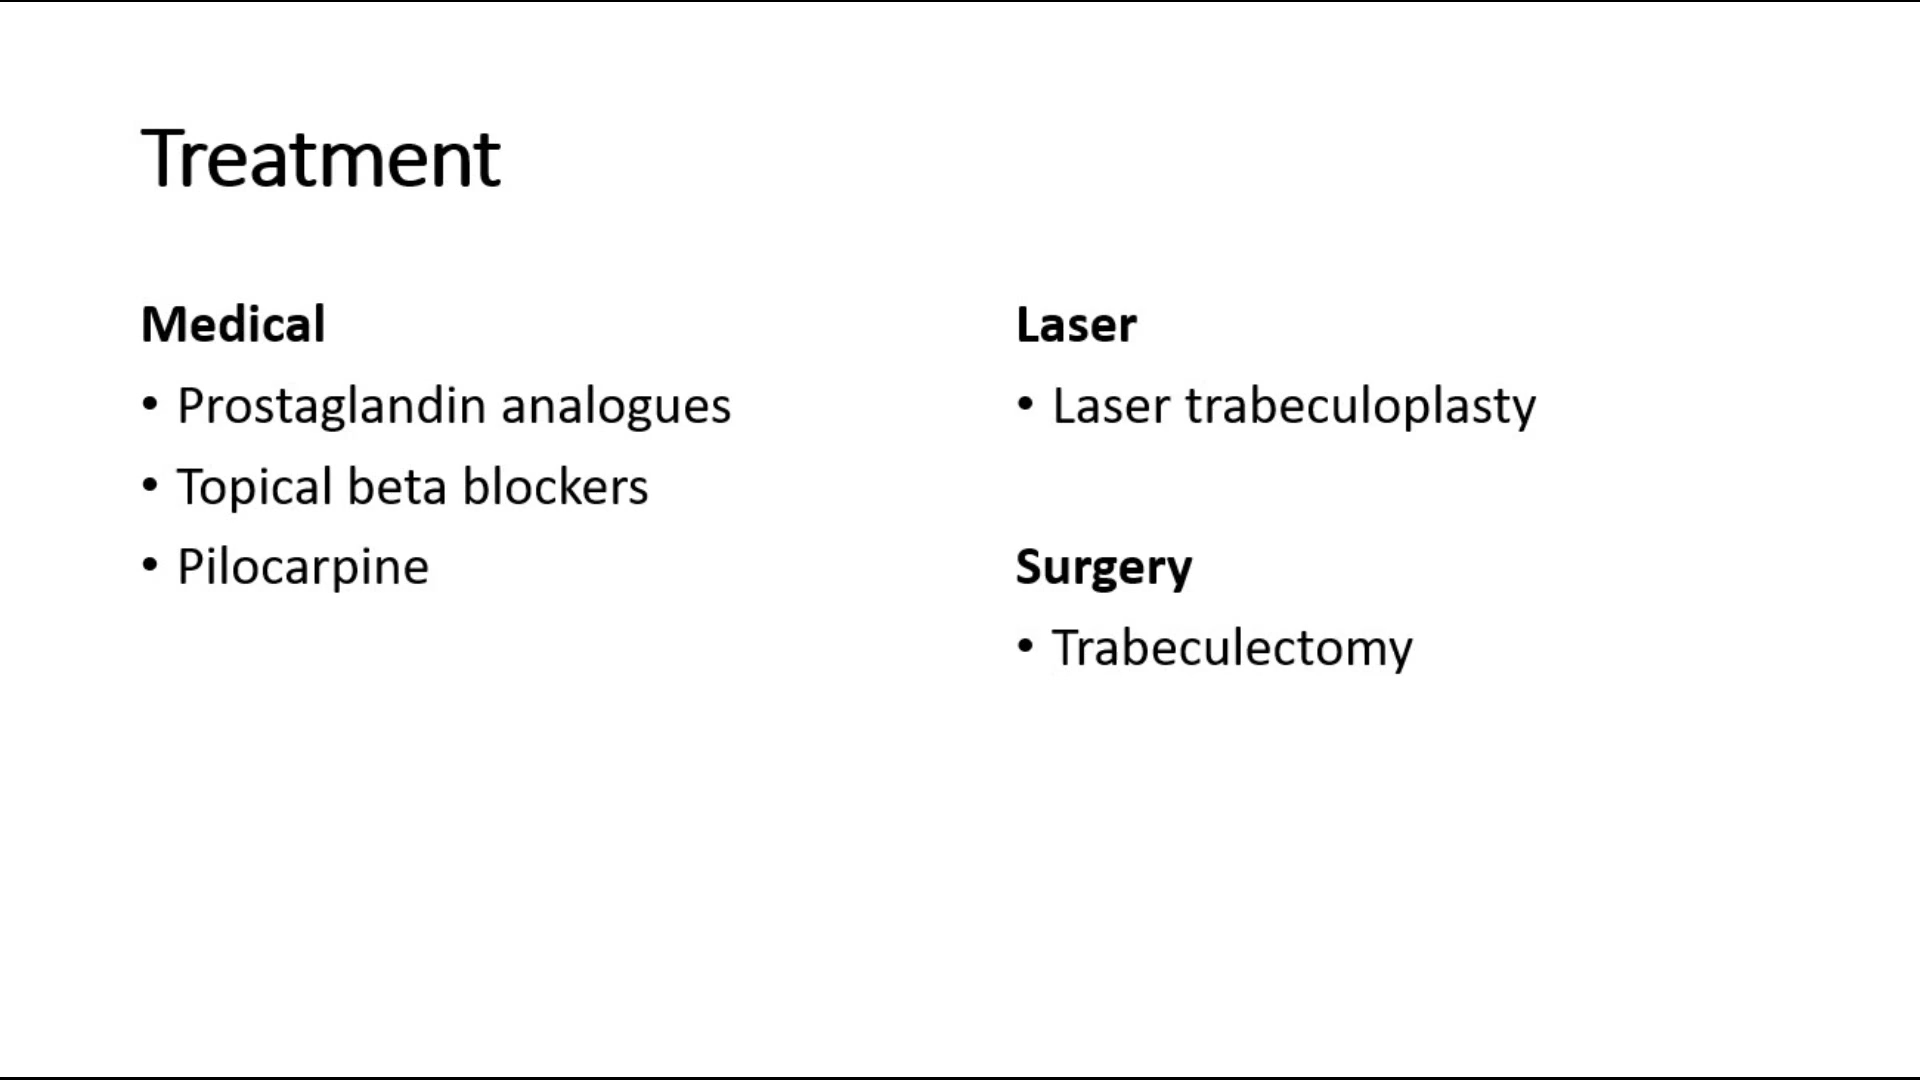 Treatment
Medical
• Prostaglandin analogues
• Topical beta blockers
• Pilocarpine
Laser
• Laser trabeculoplasty
Surgery
• Trabeculectomy